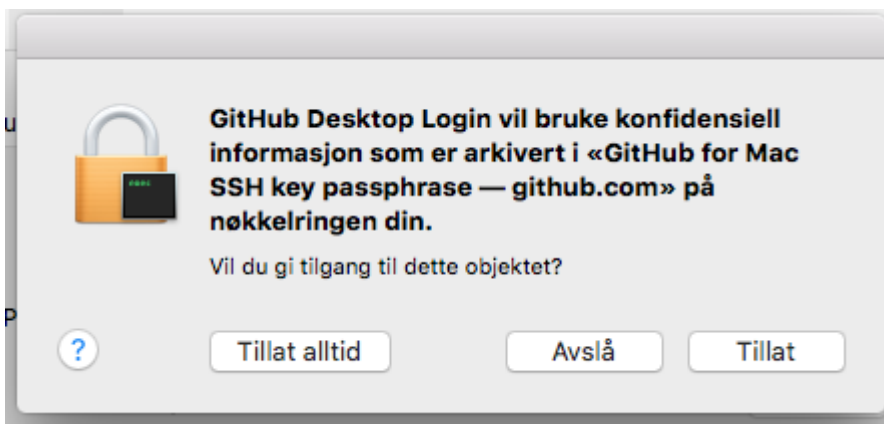 GitHub Desktop Login vil bruke konfidensiell
informasjon som er arkivert i «GitHub for Mac
SSH key passphrase — github.com» på
nøkkelringen din.
Vil du gi tilgang til dette objektet?
? Tillat alltid Avslå Tillat